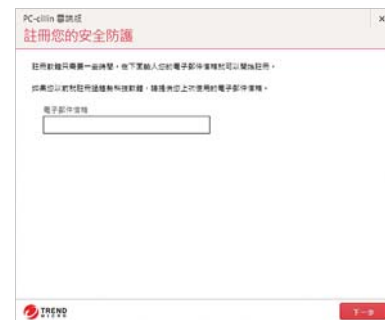 PC-cillin 雲端版
註冊您的安全防護
註冊軟體只需要一些時間，在下面輸入您的電子郵件信箱就可以開始註冊。
如果您以前就註冊過趨勢科技軟體，請提供您上次使用的電子郵件信箱。
電子郵件信箱
TREND
MICRO
下一步